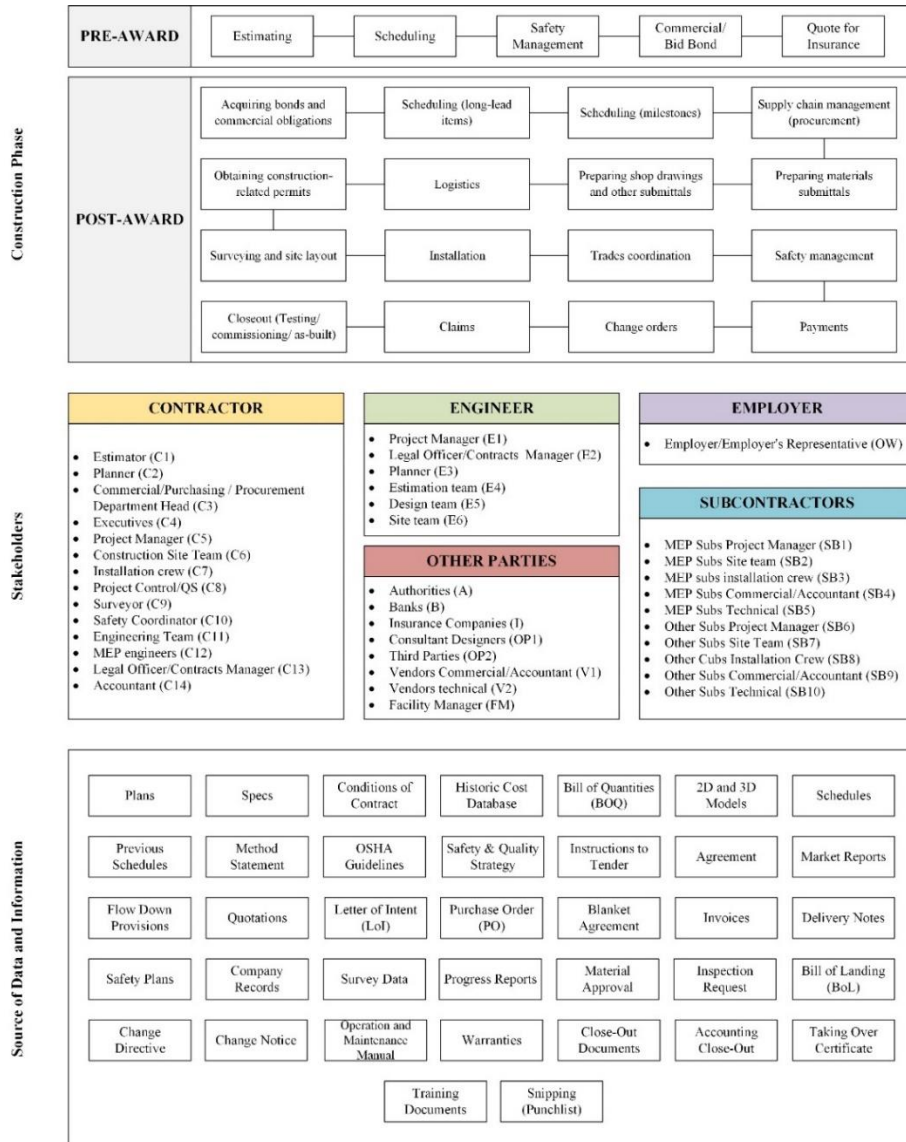 Construction Phase
PRE-AWARD
Estimating
Scheduling
Safety
Management
Commercial/
Bid Bond
Quote for
Insurance
POST-AWARD
Acquiring bonds and
commercial obligations
Scheduling (long-lead
items)
Scheduling (milestones)
Supply chain management
(procurement)
Obtaining construction-
related permits
Logistics
Preparing shop drawings
and other submittals
Preparing materials
submittals
Surveying and site layout
Installation
Trades coordination
Safety management
Closeout (Testing/
commissioning/ as-built)
Claims
Change orders
Payments
Stakeholders
CONTRACTOR
• Estimator (C1)
• Planner (C2)
• Commercial/Purchasing / Procurement
Department Head (C3)
• Executives (C4)
• Project Manager (C5)
• Construction Site Team (C6)
• Installation crew (C7)
• Project Control/QS (C8)
• Surveyor (C9)
• Safety Coordinator (C10)
• Engineering Team (C11)
• MEP engineers (C12)
• Legal Officer/Contracts Manager (C13)
• Accountant (C14)
ENGINEER
• Project Manager (E1)
• Legal Officer/Contracts Manager (E2)
• Planner (E3)
• Estimation team (E4)
• Design team (E5)
• Site team (E6)
OTHER PARTIES
• Authorities (A)
• Banks (B)
• Insurance Companies (I)
• Consultant Designers (OP1)
• Third Parties (OP2)
• Vendors Commercial/Accountant (V1)
• Vendors technical (V2)
• Facility Manager (FM)
EMPLOYER
• Employer/Employer's Representative (OW)
SUBCONTRACTORS
• MEP Subs Project Manager (SB1)
• MEP Subs Site team (SB2)
• MEP subs installation crew (SB3)
• MEP Subs Commercial/Accountant (SB4)
• MEP Subs Technical (SB5)
• Other Subs Project Manager (SB6)
• Other Subs Site Team (SB7)
• Other Cubs Installation Crew (SB8)
• Other Subs Commercial/Accountant (SB9)
• Other Subs Technical (SB10)
Source of Data and Information
Plans
Specs
Conditions of
Contract
Historic Cost
Database
Bill of Quantities
(BOQ)
2D and 3D
Models
Schedules
Previous
Schedules
Method
Statement
OSHA
Guidelines
Safety & Quality
Strategy
Instructions to
Tender
Agreement
Market Reports
Flow Down
Provisions
Quotations
Letter of Intent
(LoI)
Purchase Order
(PO)
Blanket
Agreement
Invoices
Delivery Notes
Safety Plans
Company
Records
Survey Data
Progress Reports
Material
Approval
Inspection
Request
Bill of Landing
(BoL)
Change
Directive
Change Notice
Operation and
Maintenance
Manual
Warranties
Close-Out
Documents
Accounting
Close-Out
Taking Over
Certificate
Training
Documents
Snipping
(Punchlist)